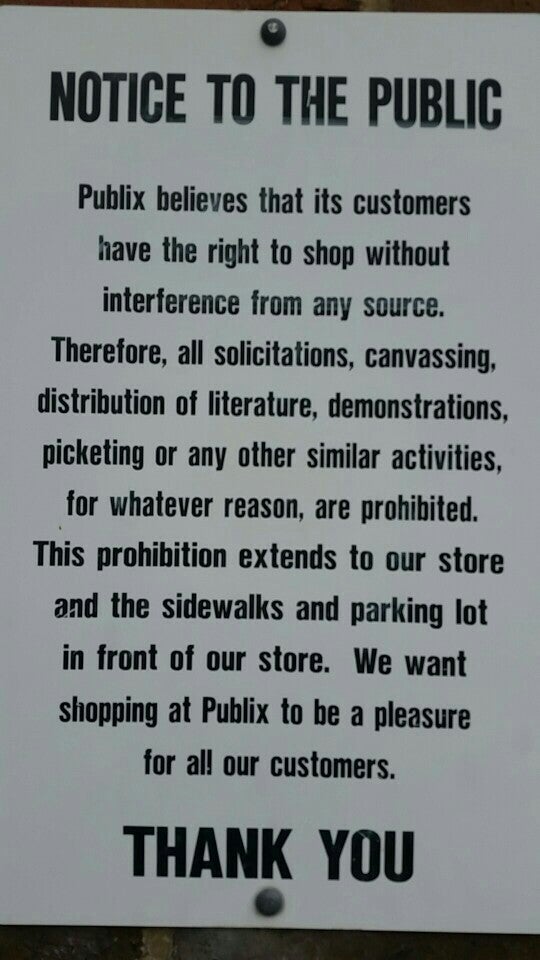 NOTICE TO THE PUBLIC
Publix believes that its customers
have the right to shop without
interference from any source.
Therefore, all solicitations, canvassing,
distribution of literature, demonstrations,
picketing or any other similar activities,
for whatever reason, are prohibited.
This prohibition extends to our store
and the sidewalks and parking lot
in front of our store. We want
shopping at Publix to be a pleasure
for all our customers.
THANK YOU